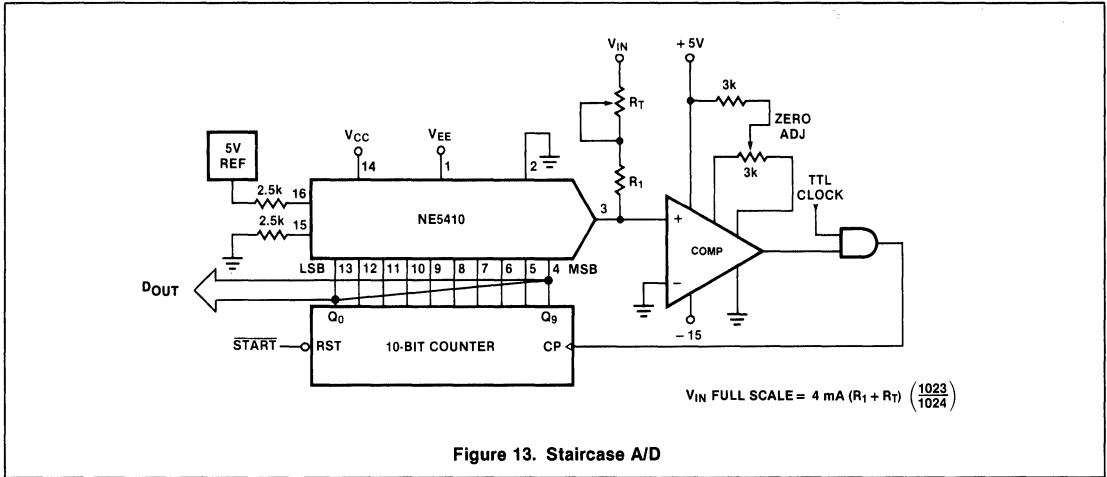 V_IN
+5V
3k
R_T
ZERO
ADJ
5V
REF
V_CC
V_EE
14
1
2
3k
TTL
CLOCK
2.5k
16
R_1
NE5410
3
+
2.5k
15
COMP
LSB 13 12 11 10 9 8 7 6 5 4 MSB
D_OUT
−
Q_0
Q_9
−15
START
RST
10-BIT COUNTER
CP
V_IN FULL SCALE = 4 mA (R_1 + R_T) (1023/1024)
Figure 13. Staircase A/D